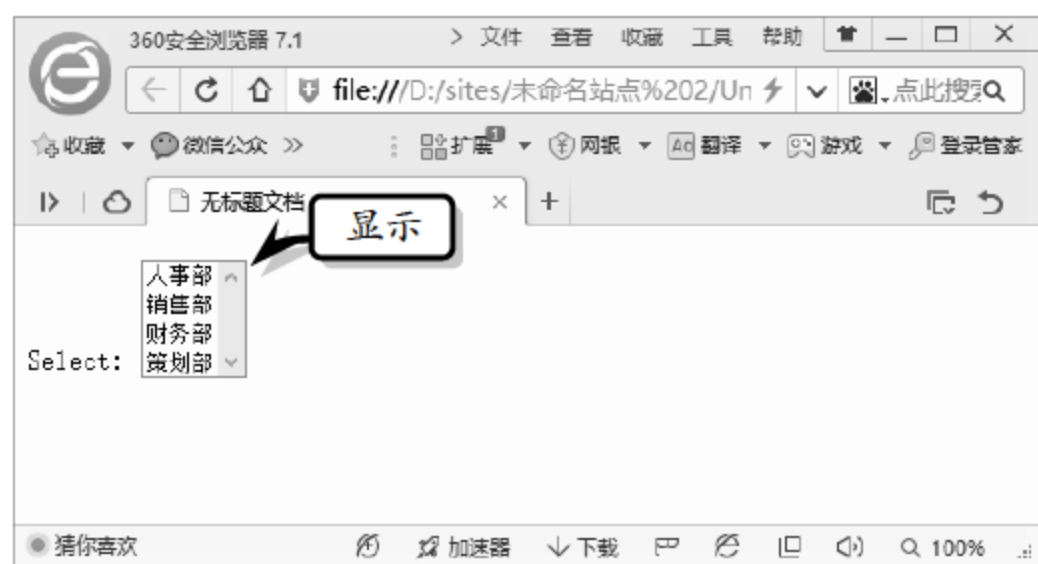 360安全浏览器 7.1 > 文件 查看 收藏 工具 帮助
file:///D:/sites/未命名站点%202/Un 点此搜索
收藏 微信公众 >> 扩展 1 网银 Ad 翻译 游戏 登录管家
无标题文档 × +
显示
人事部
销售部
财务部
Select: 策划部
猜你喜欢 加速器 下载 100%